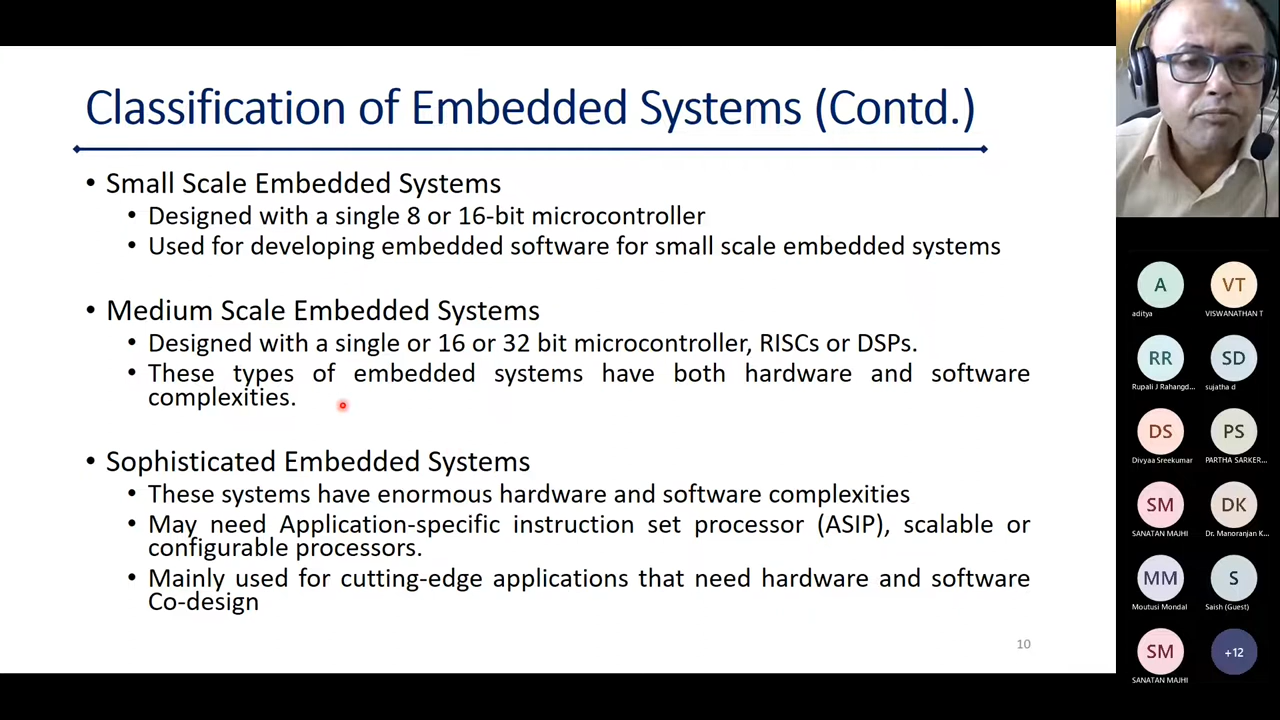 Classification of Embedded Systems (Contd.)
• Small Scale Embedded Systems
• Designed with a single 8 or 16-bit microcontroller
• Used for developing embedded software for small scale embedded systems
• Medium Scale Embedded Systems
• Designed with a single or 16 or 32 bit microcontroller, RISCs or DSPs.
• These types of embedded systems have both hardware and software
complexities.
• Sophisticated Embedded Systems
• These systems have enormous hardware and software complexities
• May need Application-specific instruction set processor (ASIP), scalable or
configurable processors.
• Mainly used for cutting-edge applications that need hardware and software
Co-design
10
A
aditya
VT
VISWANATHAN T
RR
Rupali J Rahangd...
SD
sujatha d
DS
Divyaa Sreekumar
PS
PARTHA SARKER...
SM
SANATAN MAJHI
DK
Dr. Manoranjan K...
MM
Moutusi Mondal
S
Saish (Guest)
SM
SANATAN MAJHI
+12